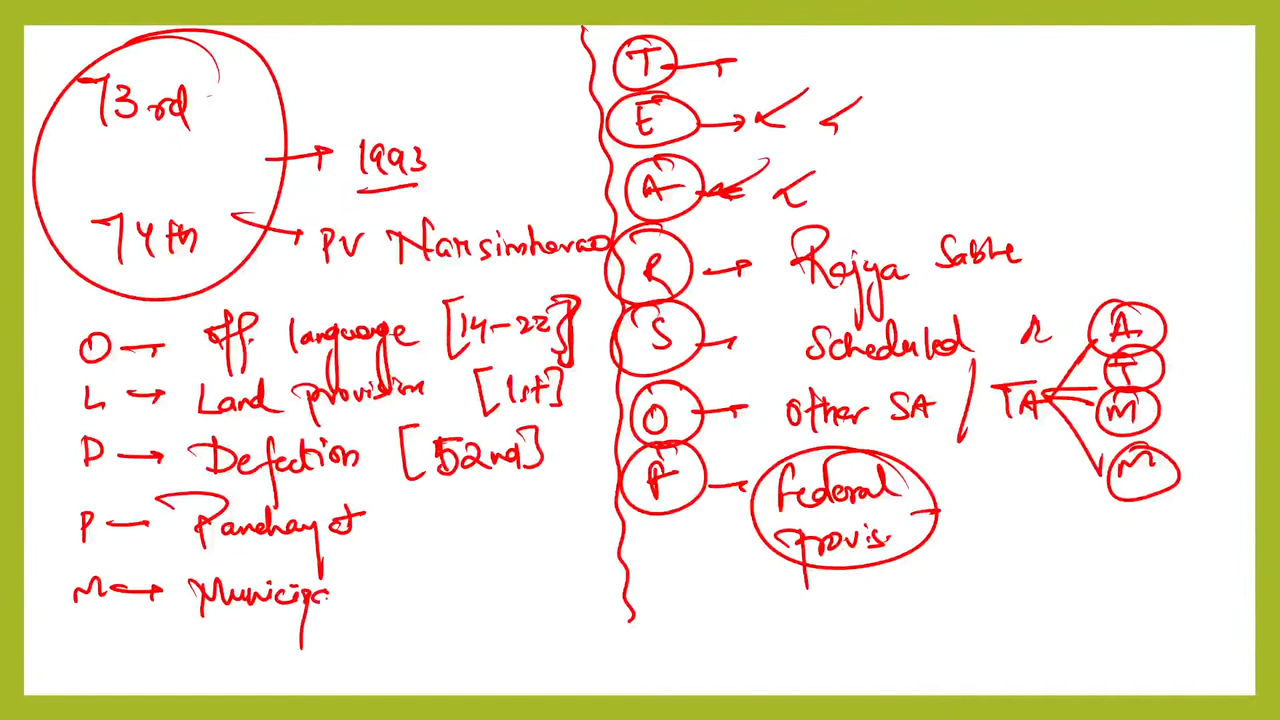 73rd
74th
→ 1993
→ PV Narsimharao
O → off. language [14-22]
L → Land provision [1st]
D → Defection [52nd]
P - Panchayat
M → Municipa
T →
E →
A
R → Rajya Sabha
S → Scheduled
O → other SA / TA
A
T
M
M
F - federal
provis.